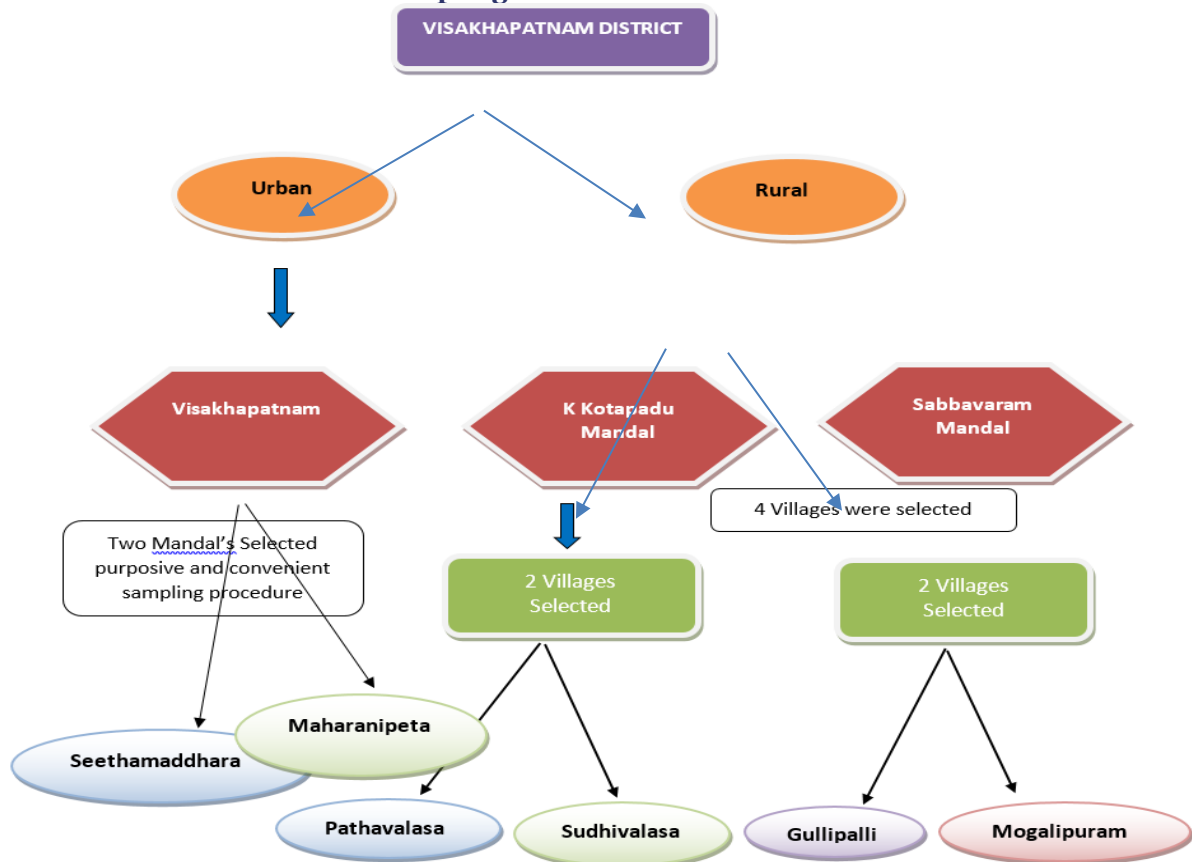 VISAKHAPATNAM DISTRICT
Urban
Rural
Visakhapatnam
K Kotapadu
Mandal
Sabbavaram
Mandal
4 Villages were selected
Two Mandal's Selected
purposive and convenient
sampling procedure
2 Villages
Selected
2 Villages
Selected
Maharanipeta
Seethamaddhara
Pathavalasa
Sudhivalasa
Gullipalli
Mogalipuram